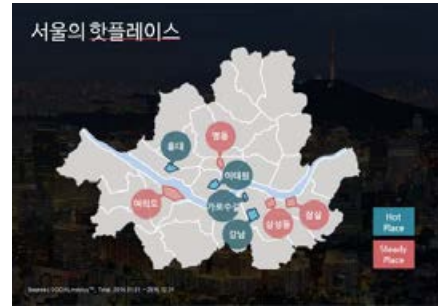 서울의 핫플레이스
명동
홍대
이태원
여의도
가로수길
삼성동
잠실
강남
Hot
Place
Steady
Place